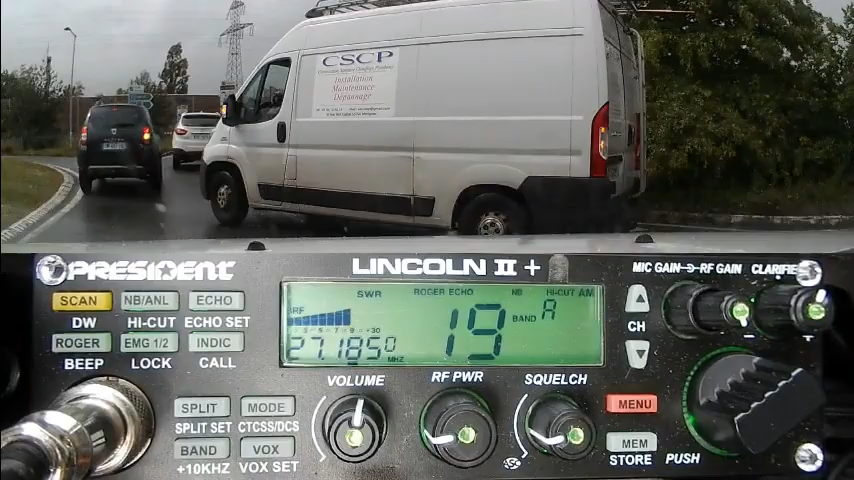 CSCP
Installation
Maintenance
Dépannage
PRESIDENT
LINCOLN II +
MIC GAIN RF GAIN
CLARIFIER
SCAN
NB/ANL
ECHO
DW
HI-CUT
ECHO SET
ROGER
EMG 1/2
INDIC
BEEP
LOCK
CALL
SWR
ROGER ECHO
NB
HI-CUT AM
RF
19
BAND A
27.1850 MHZ
CH
VOLUME
RF PWR
SQUELCH
SPLIT
MODE
SPLIT SET
CTCSS/DCS
BAND
VOX
+10KHZ
VOX SET
MENU
MEM
STORE
PUSH
ASC